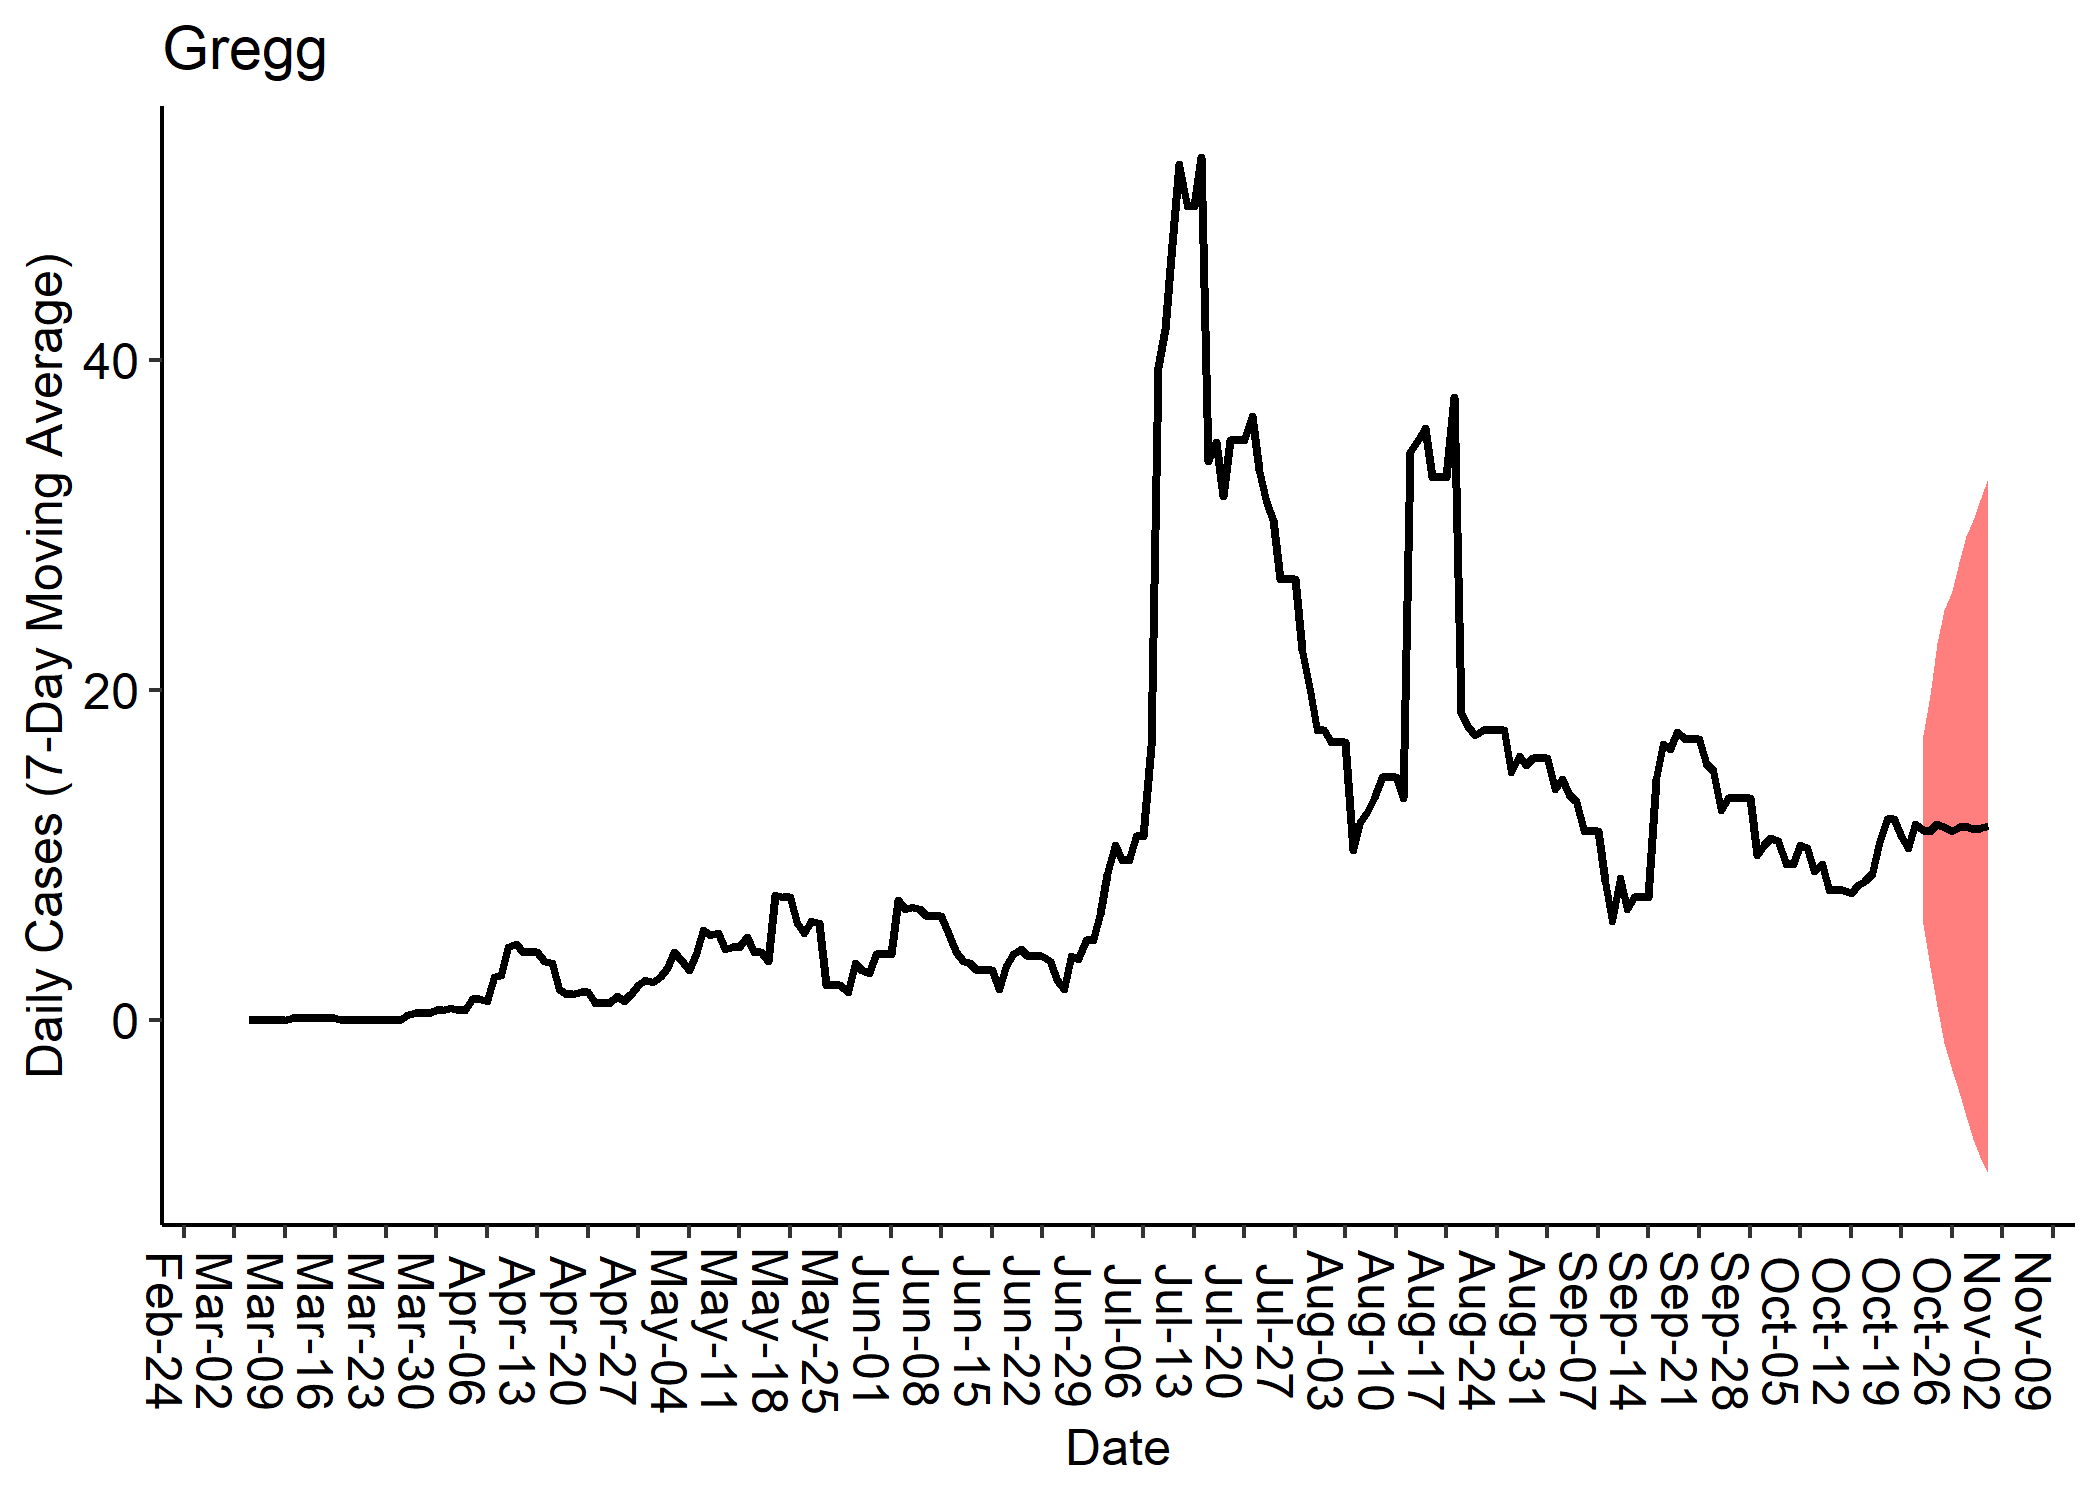 Gregg
Daily Cases (7-Day Moving Average)
40
20
0
Feb-24
Mar-02
Mar-09
Mar-16
Mar-23
Mar-30
Apr-06
Apr-13
Apr-20
Apr-27
May-04
May-11
May-18
May-25
Jun-01
Jun-08
Jun-15
Jun-22
Jun-29
Jul-06
Jul-13
Jul-20
Jul-27
Aug-03
Aug-10
Aug-17
Aug-24
Aug-31
Sep-07
Sep-14
Sep-21
Sep-28
Oct-05
Oct-12
Oct-19
Oct-26
Nov-02
Nov-09
Date